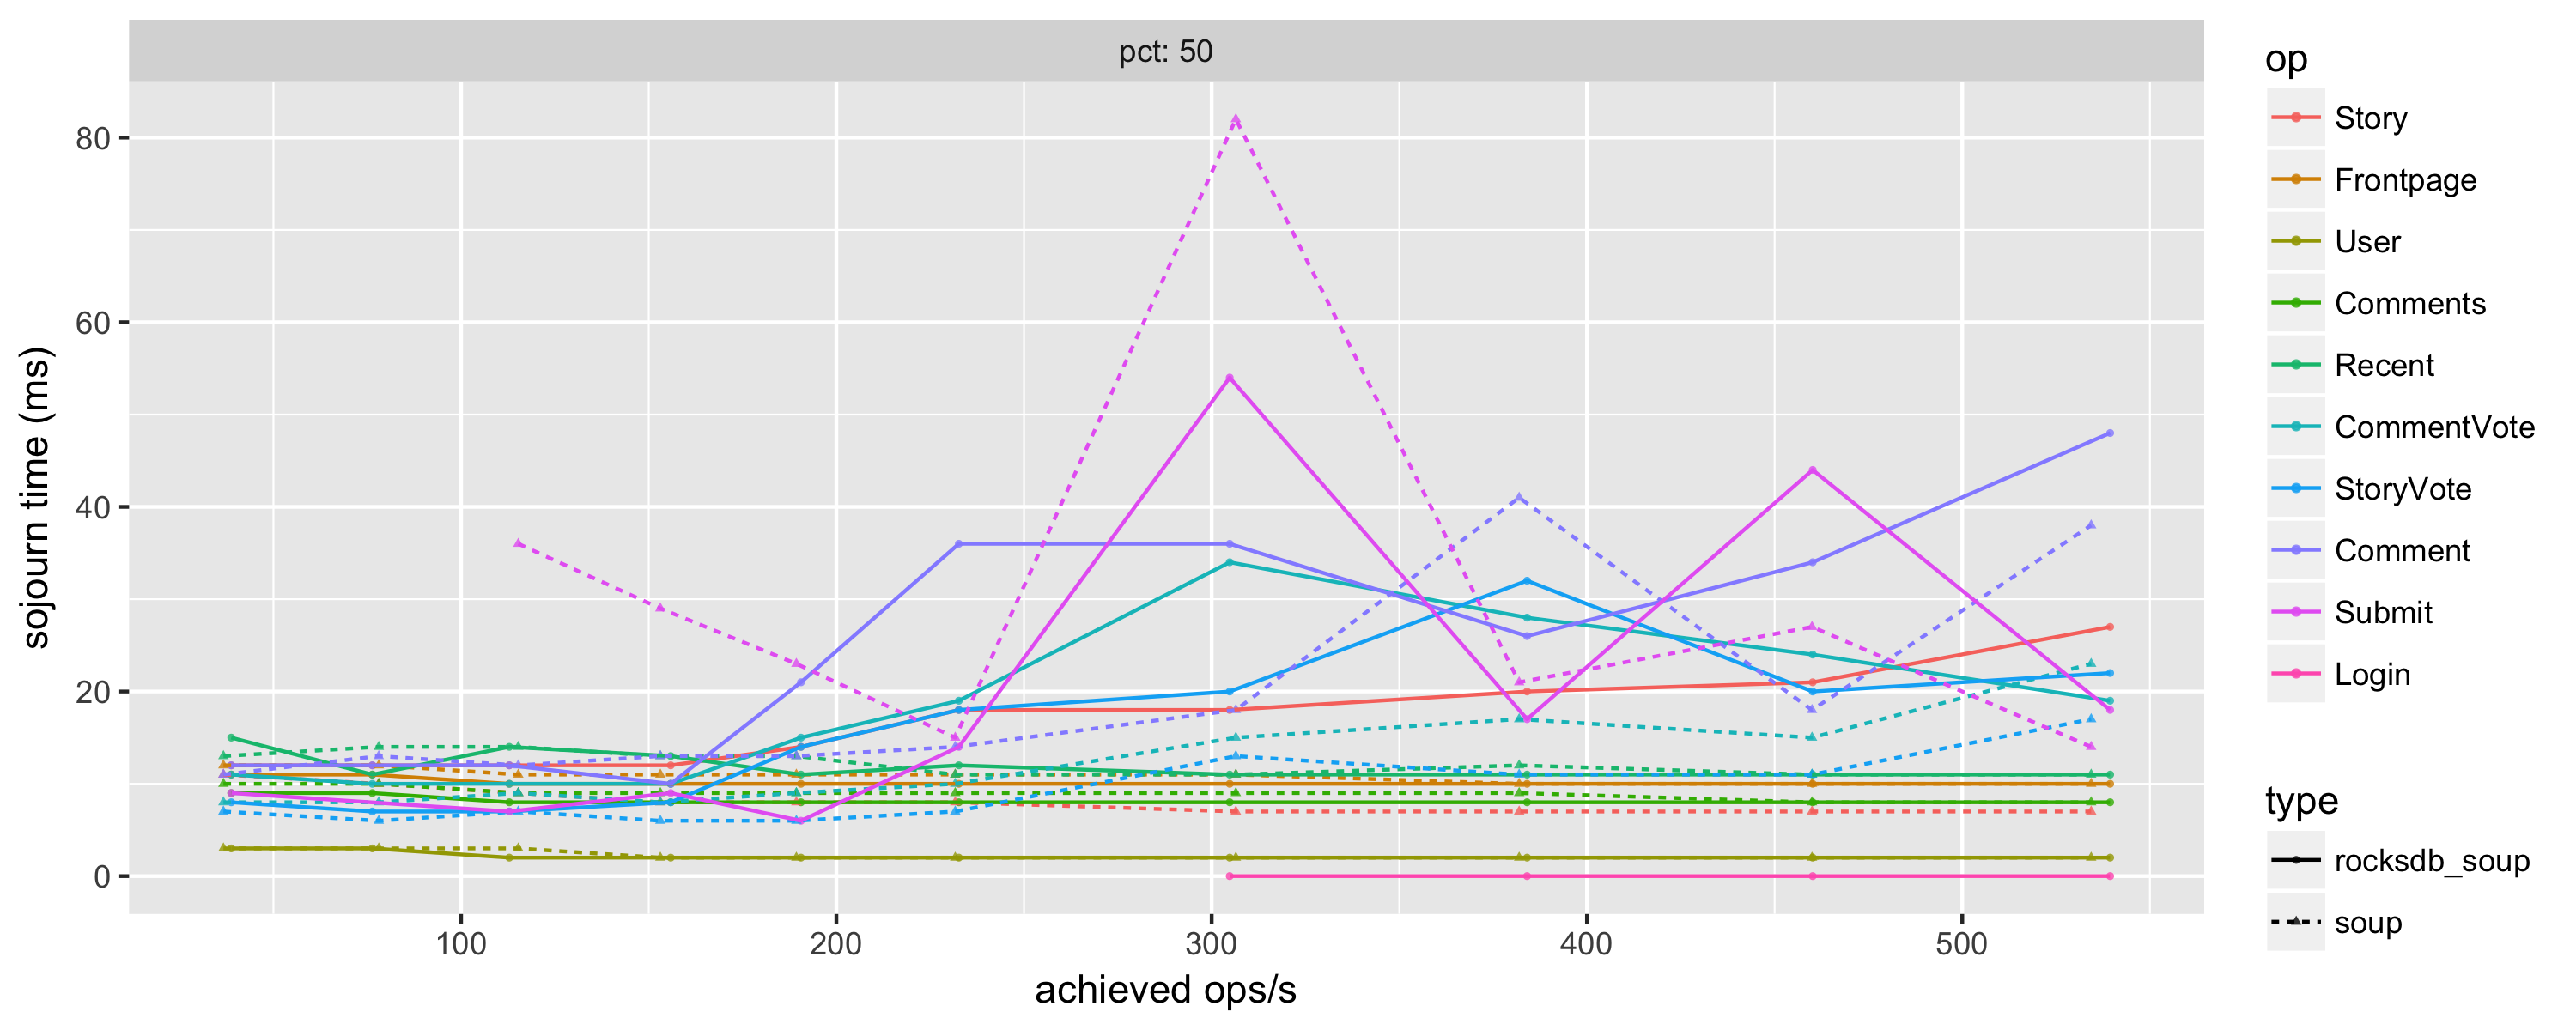 pct: 50
80
60
40
20
0
sojourn time (ms)
100
200
300
400
500
achieved ops/s
op
Story
Frontpage
User
Comments
Recent
CommentVote
StoryVote
Comment
Submit
Login
type
rocksdb_soup
soup